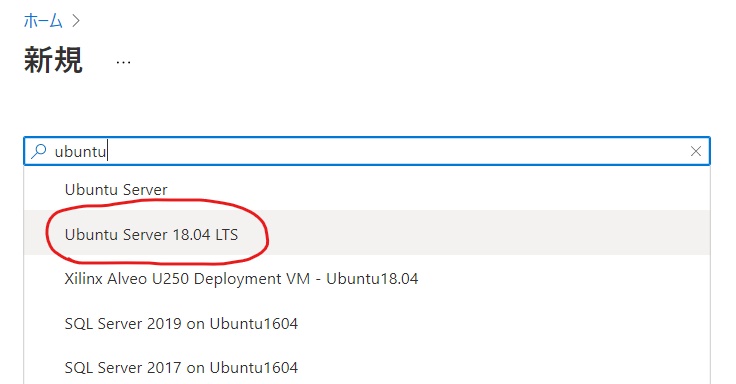 ホーム >
新規 ...
ubuntu
Ubuntu Server
Ubuntu Server 18.04 LTS
Xilinx Alveo U250 Deployment VM - Ubuntu18.04
SQL Server 2019 on Ubuntu1604
SQL Server 2017 on Ubuntu1604